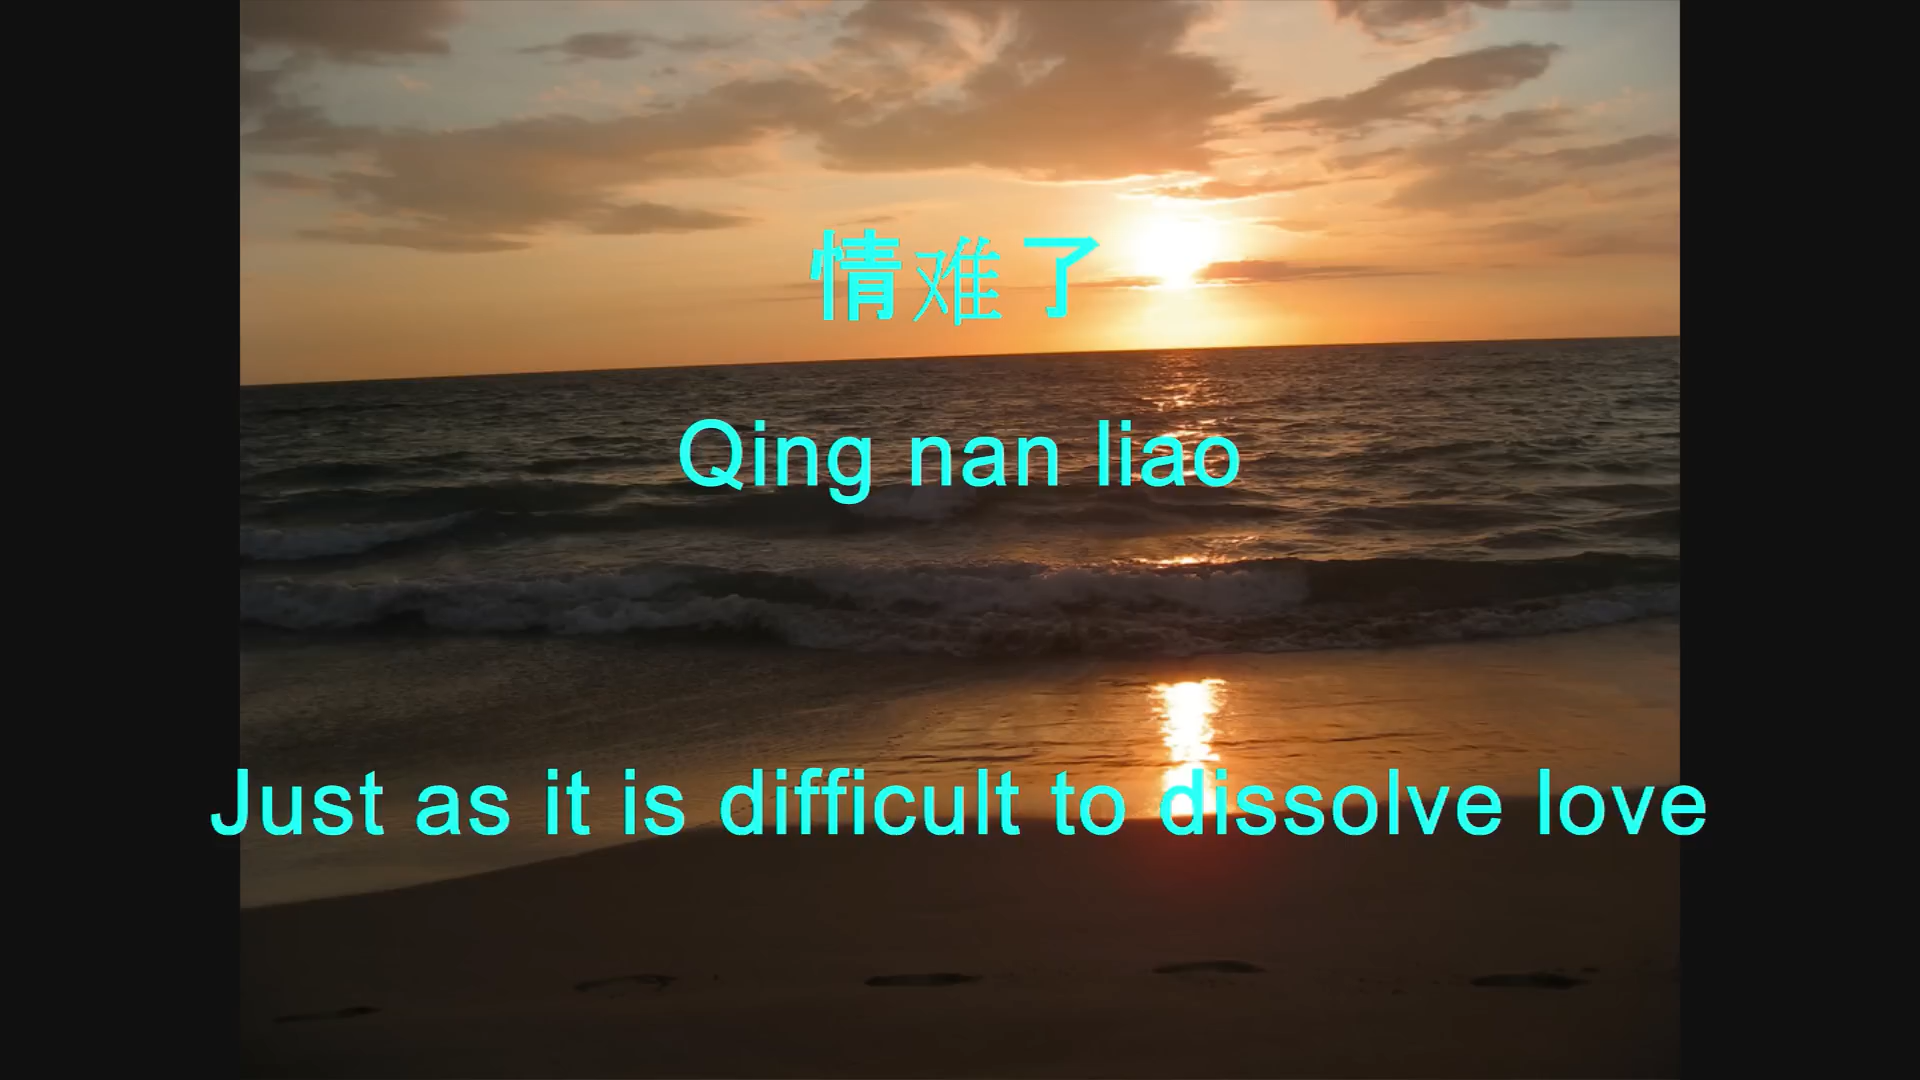 情难了
Qing nan liao
Just as it is difficult to dissolve love